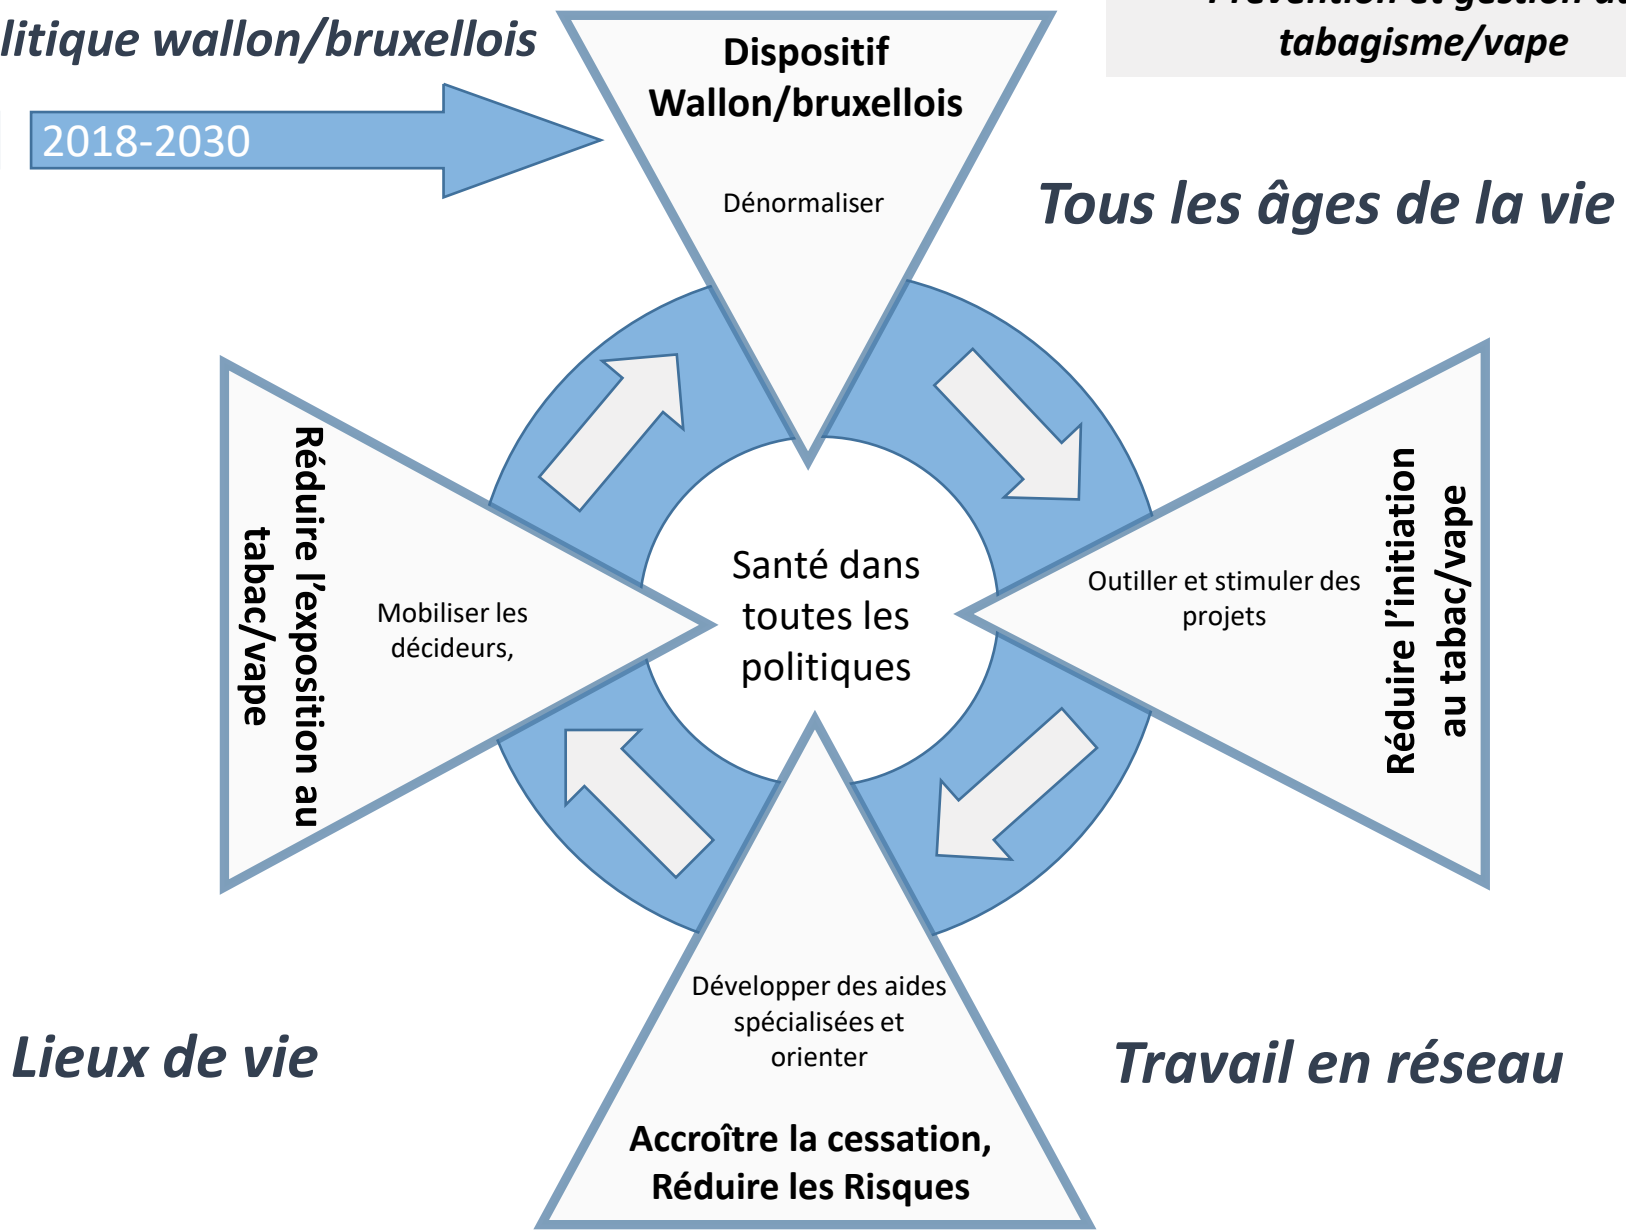 Prévention et gestion
tabagisme/vape
wallon/bruxellois
2018-2030
Dispositif
Wallon/bruxellois
Dénormaliser
Tous les âges de la vie
Réduire l'exposition au
tabac/vape
Mobiliser les
décideurs,
Santé dans
toutes les
politiques
Outiller et stimuler des
projets
Réduire l'initiation
au tabac/vape
Développer des aides
spécialisées et
orienter
Accroître la cessation,
Réduire les Risques
Lieux de vie
Travail en réseau